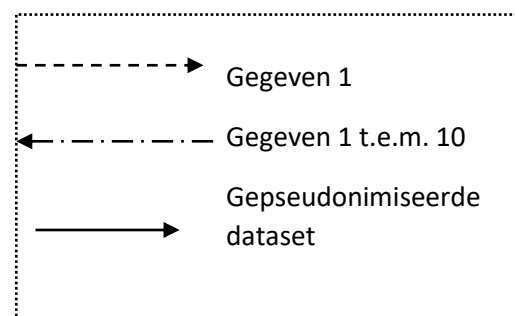 Gegeven 1
Gegeven 1 t.e.m. 10
Gepseudonimiseerde
dataset